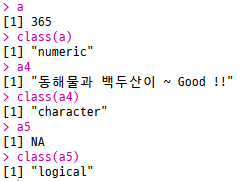 > a
[1] 365
> class(a)
[1] "numeric"
> a4
[1] "동해물과 백두산이 ~ Good !!"
> class(a4)
[1] "character"
> a5
[1] NA
> class(a5)
[1] "logical"